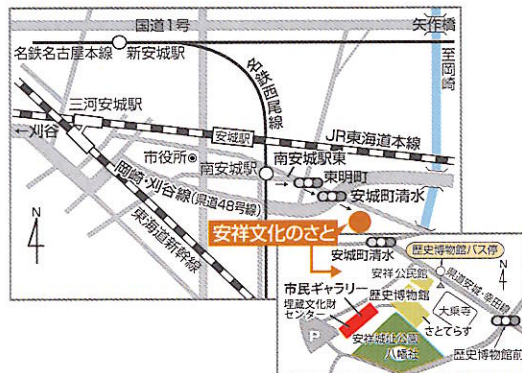 国道1号
矢作橋
名鉄名古屋本線
新安城駅
至岡崎
名鉄西尾線
三河安城駅
←刈谷
安城駅
JR東海道本線
市役所
南安城駅
南安城駅東
東明町
安城町清水
岡崎・刈谷線(県道48号線)
東海道新幹線
N
安祥文化のさと
安城町清水
歴史博物館バス停
N
安祥公民館
県道安城・幸田線
市民ギャラリー
埋蔵文化財
センター
歴史博物館
大乗寺
さとてらす
P
安祥城址公園
八幡社
歴史博物館前